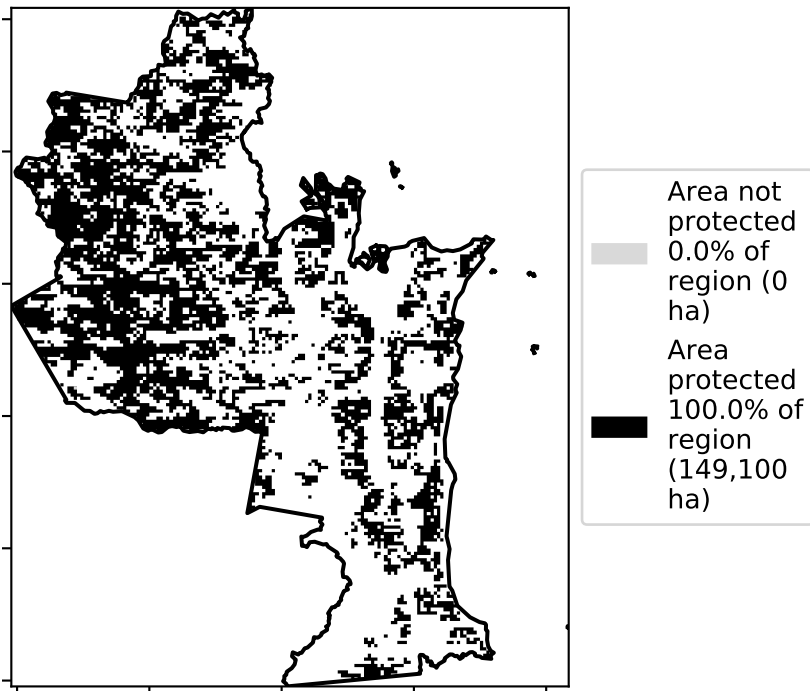 Area not
protected
0.0% of
region (0
ha)
Area
protected
100.0% of
region
(149,100
ha)